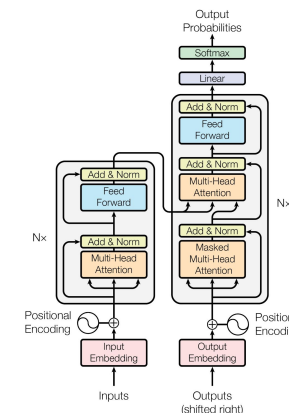 Output
Probabilities
Softmax
Linear
Add & Norm
Feed
Forward
Add & Norm
Multi-Head
Attention
Add & Norm
Masked
Multi-Head
Attention
N×
Add & Norm
Feed
Forward
Add & Norm
Multi-Head
Attention
N×
Positional
Encoding
Input
Embedding
Output
Embedding
Inputs
Outputs
(shifted right)